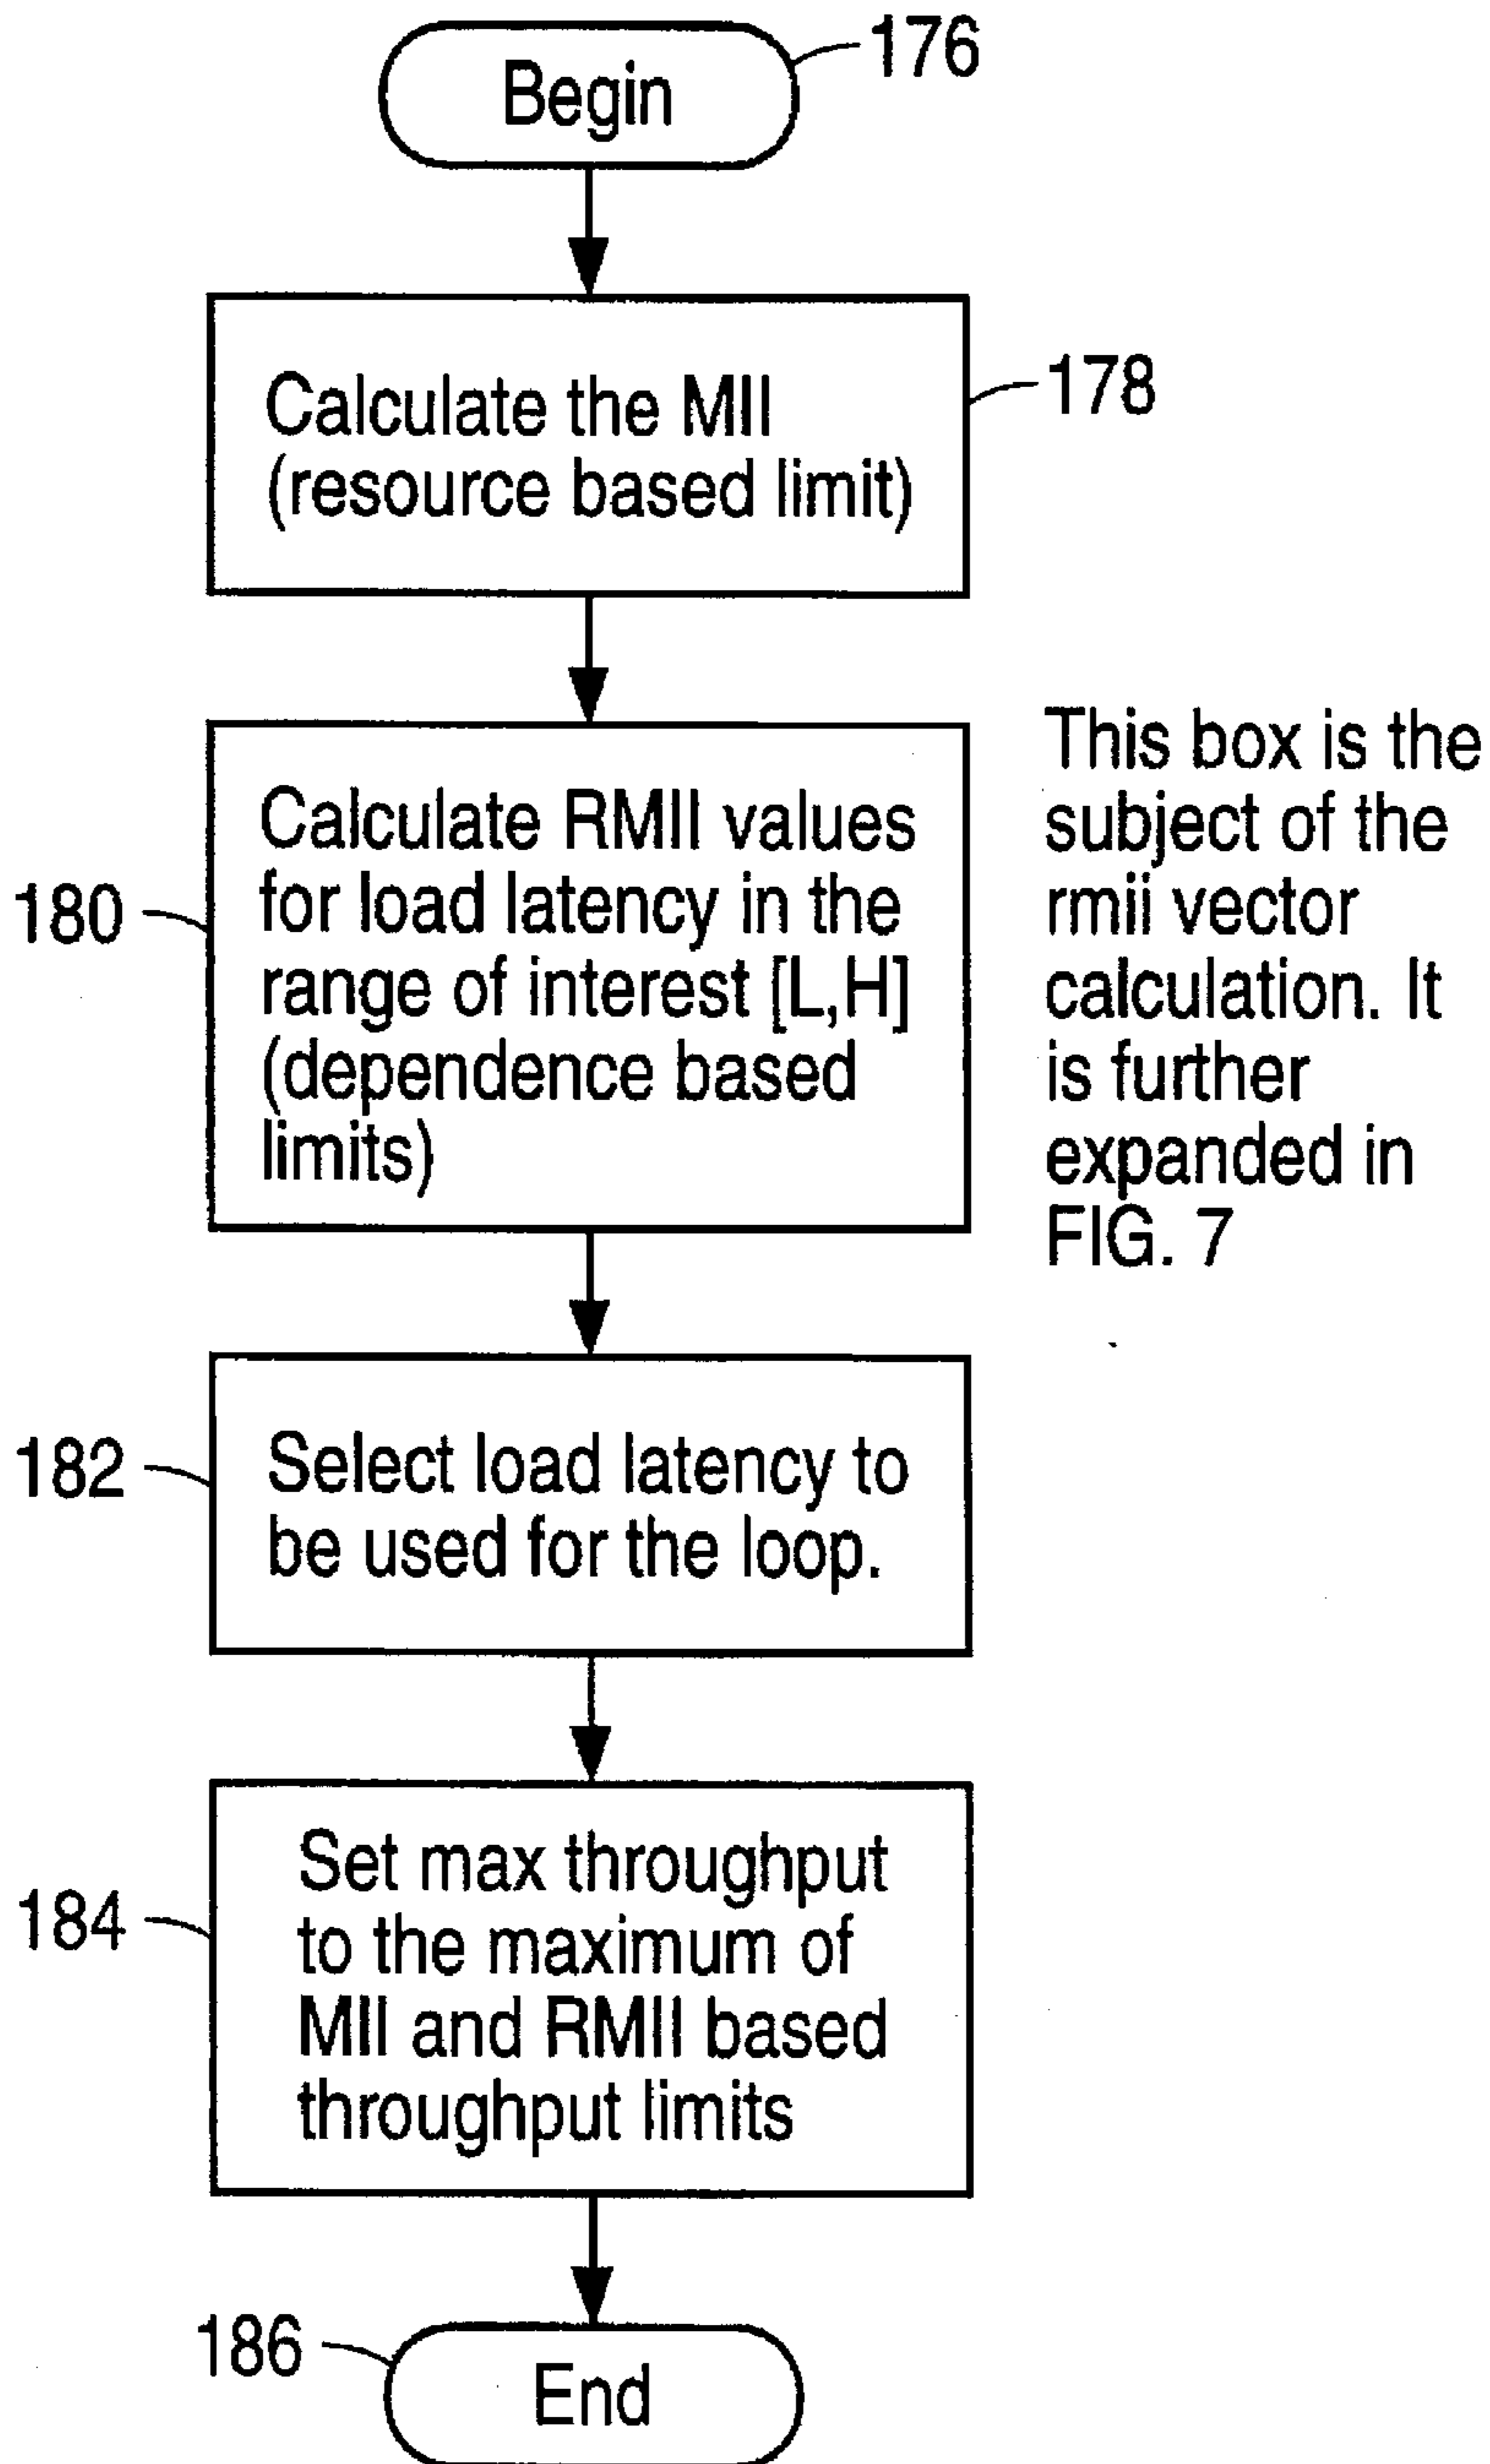 Begin
176
Calculate the MII
(resource based limit)
178
180
Calculate RMII values
for load latency in the
range of interest [L,H]
(dependence based
limits)
This box is the
subject of the
rmii vector
calculation. It
is further
expanded in
FIG. 7
182
Select load latency to
be used for the loop.
184
Set max throughput
to the maximum of
MII and RMII based
throughput limits
186
End